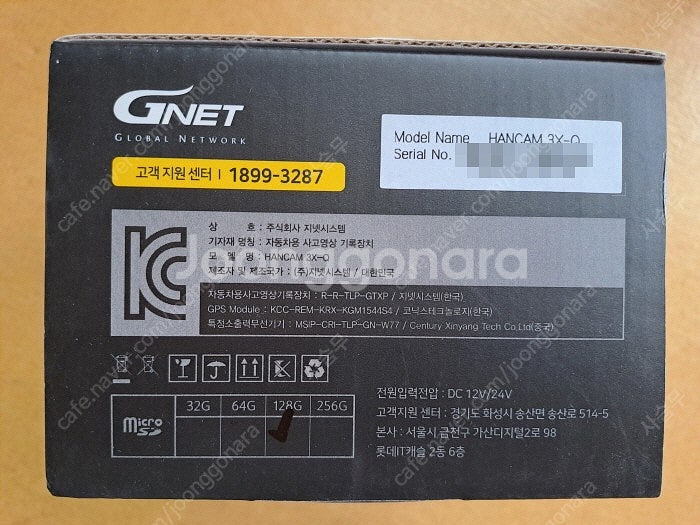 GNET
GLOBAL NETWORK
고객 지원 센터 | 1899-3287
Model Name HANCAM 3X-Q
Serial No.
상 호 : 주식회사 지넷시스템
기자재 명칭 : 자동차용 사고영상 기록장치
모 델 명 : HANCAM 3X-Q
제조자 및 제조국가 : (주)지넷시스템 / 대한민국
자동차용사고영상기록장치 : R-R-TLP-GTXP / 지넷시스템(한국)
GPS Module : KCC-REM-KRX-KGM1544S4 / 코닉스테크놀로지(한국)
특정소출력무선기기 : MSIP-CRI-TLP-GN-W77 / Century Xinyang Tech Co,Ltd(중국)
32G 64G 128G 256G
micro SD
전원입력전압 : DC 12V/24V
고객지원 센터 : 경기도 화성시 송산면 송산로 514-5
본사 : 서울시 금천구 가산디지털2로 98
롯데IT캐슬 2동 6층
Joonggonara
cafe.naver.com/joonggonara